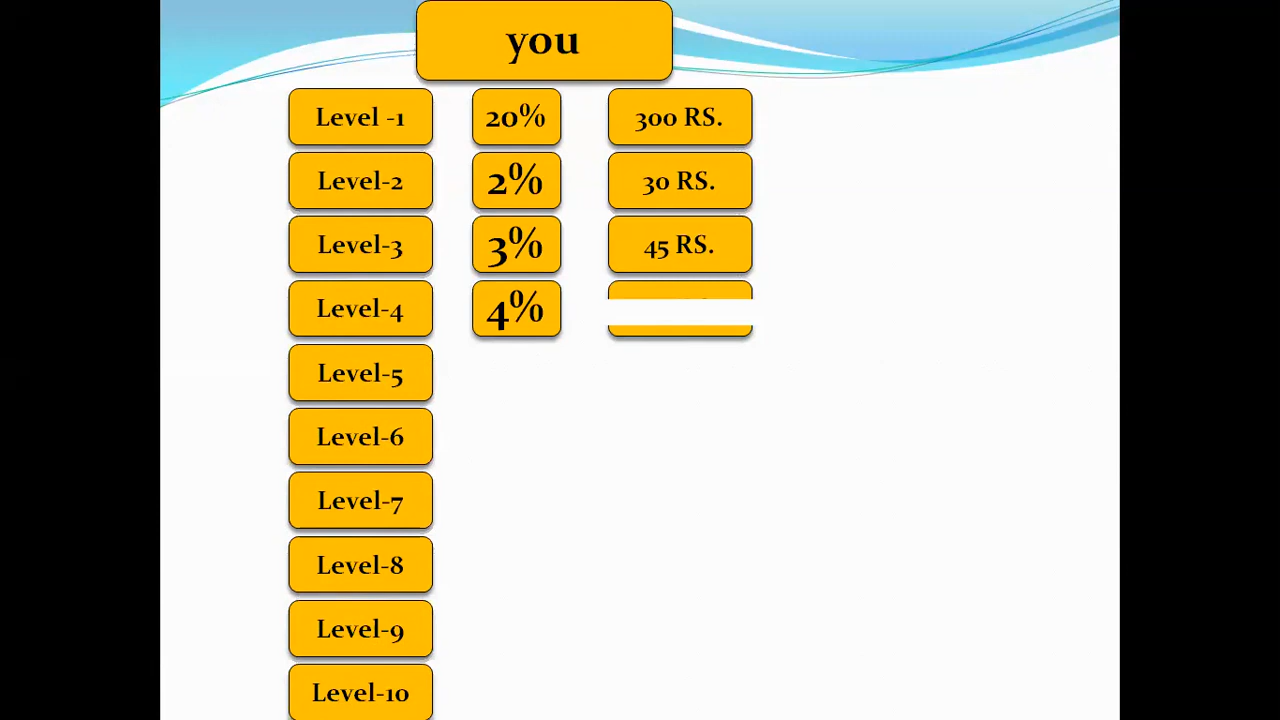 you
Level -1 20% 300 RS.
Level-2 2% 30 RS.
Level-3 3% 45 RS.
Level-4 4%
Level-5
Level-6
Level-7
Level-8
Level-9
Level-10